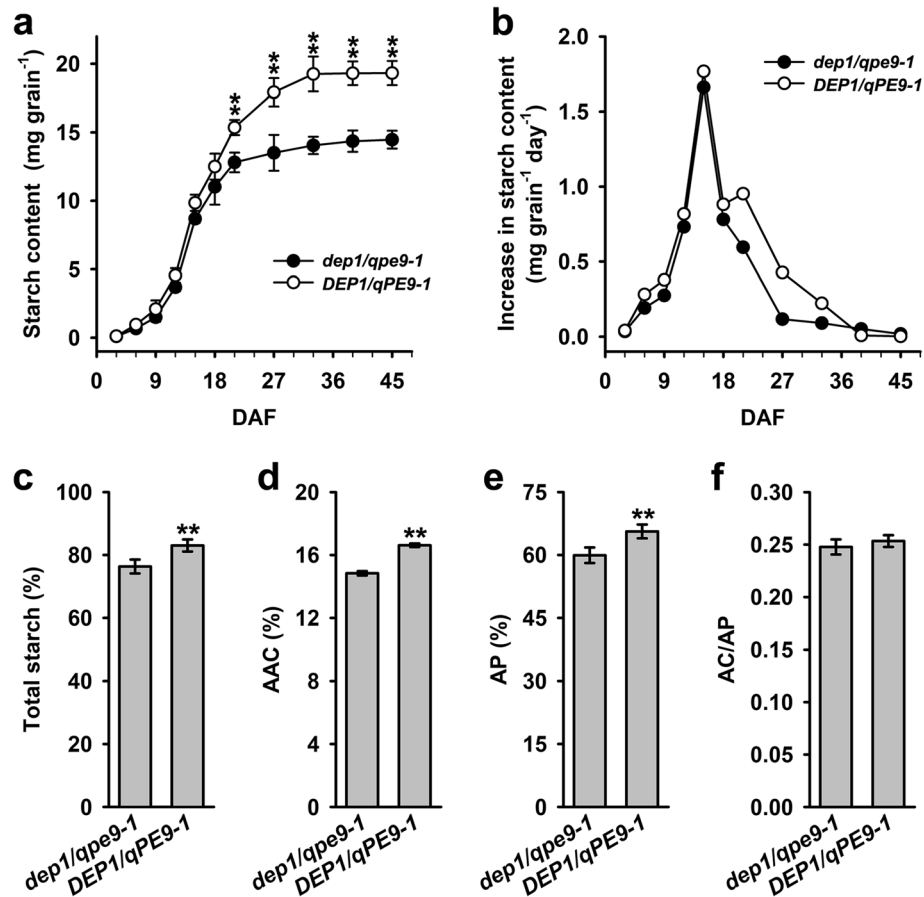 a
Starch content (mg grain⁻¹)
20
15
10
5
0
** ** ** ** **
dep1/qpe9-1
DEP1/qPE9-1
0 9 18 27 36 45
DAF
b
Increase in starch content
(mg grain⁻¹ day⁻¹)
2.0
1.5
1.0
0.5
0.0
dep1/qpe9-1
DEP1/qPE9-1
0 9 18 27 36 45
DAF
c
Total starch (%)
100
80
60
40
20
0
**
dep1/qpe9-1
DEP1/qPE9-1
d
AAC (%)
20
16
12
8
4
0
**
dep1/qpe9-1
DEP1/qPE9-1
e
AP (%)
75
60
45
30
15
0
**
dep1/qpe9-1
DEP1/qPE9-1
f
AC/AP
0.30
0.25
0.20
0.15
0.10
0.05
0.00
dep1/qpe9-1
DEP1/qPE9-1